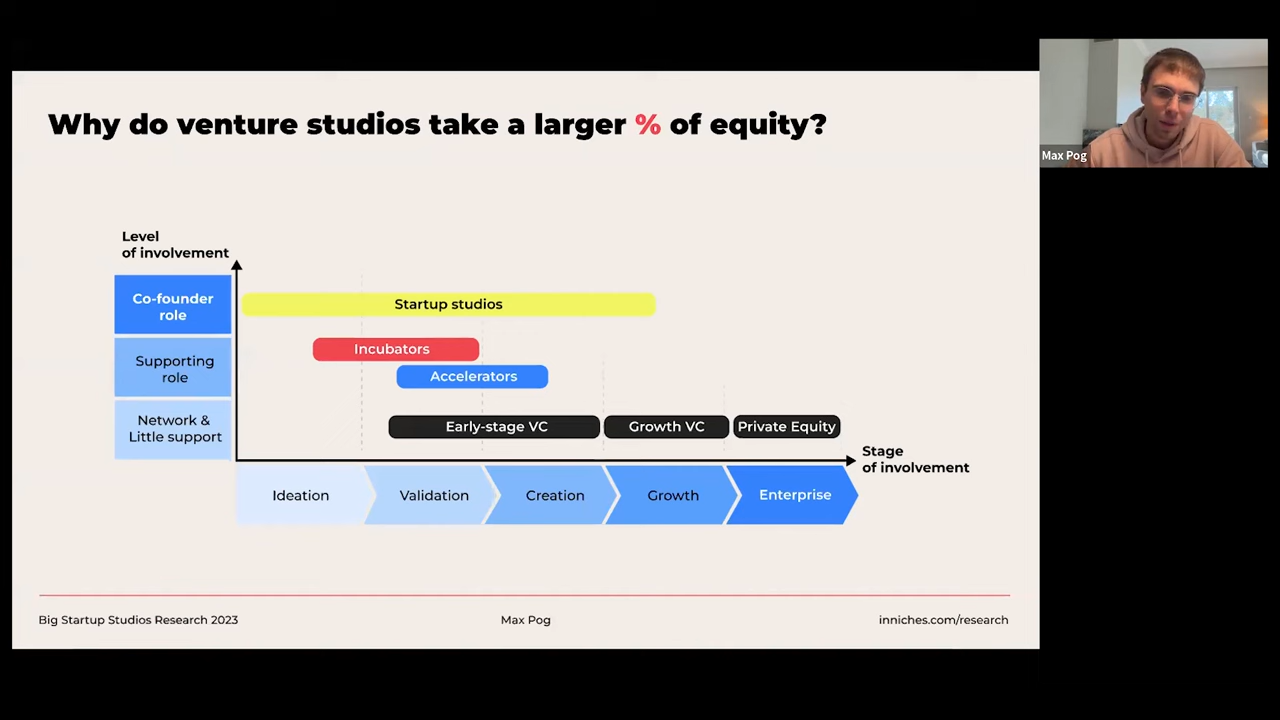 Why do venture studios take a larger % of equity?
Max Pog
Level
of involvement
Co-founder
role
Startup studios
Supporting
role
Incubators
Accelerators
Network &
Little support
Early-stage VC
Growth VC
Private Equity
Stage
of involvement
Ideation
Validation
Creation
Growth
Enterprise
Big Startup Studios Research 2023
Max Pog
inniches.com/research